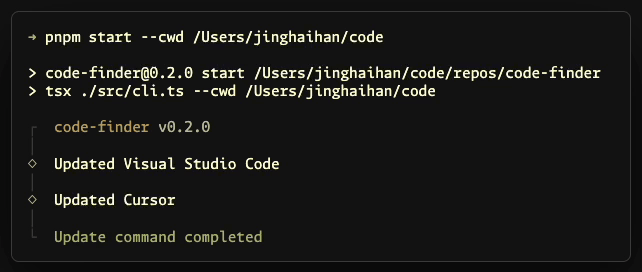 → pnpm start --cwd /Users/jinghaihan/code
> code-finder@0.2.0 start /Users/jinghaihan/code/repos/code-finder
> tsx ./src/cli.ts --cwd /Users/jinghaihan/code
code-finder v0.2.0
◇ Updated Visual Studio Code
◇ Updated Cursor
Update command completed